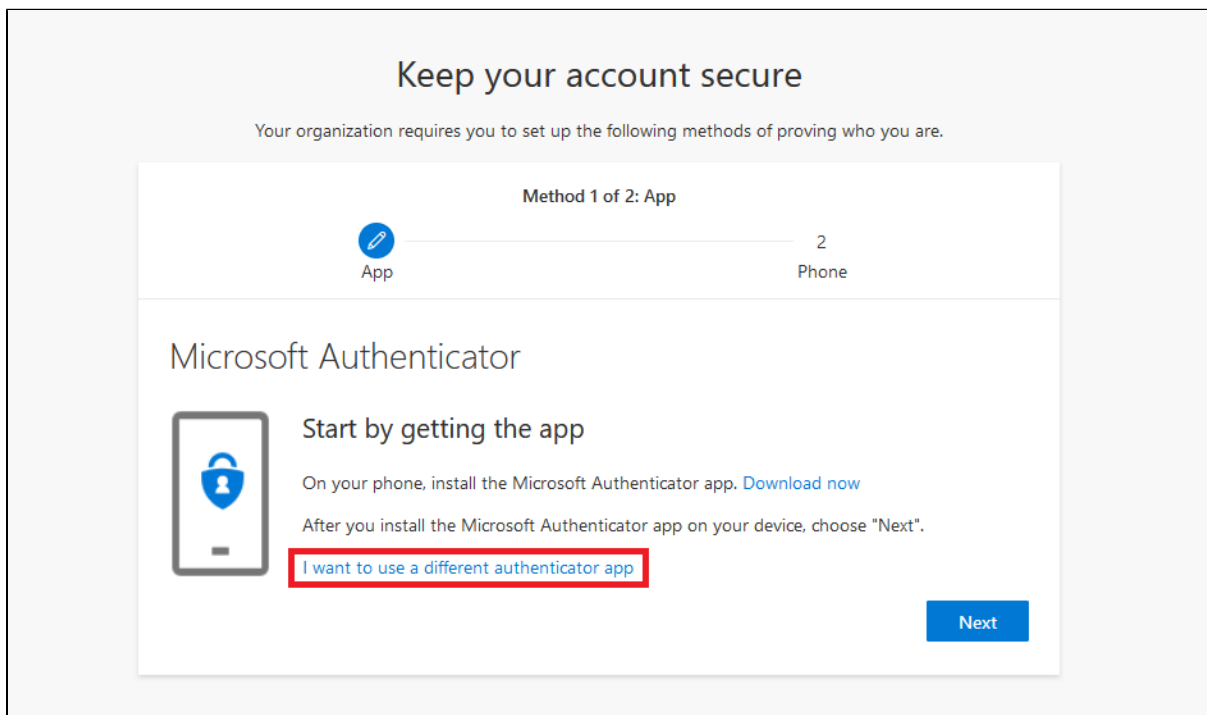 Keep your account secure
Your organization requires you to set up the following methods of proving who you are.
Method 1 of 2: App
2
App
Phone
Microsoft Authenticator
Start by getting the app
On your phone, install the Microsoft Authenticator app. Download now
After you install the Microsoft Authenticator app on your device, choose "Next".
I want to use a different authenticator app
Next